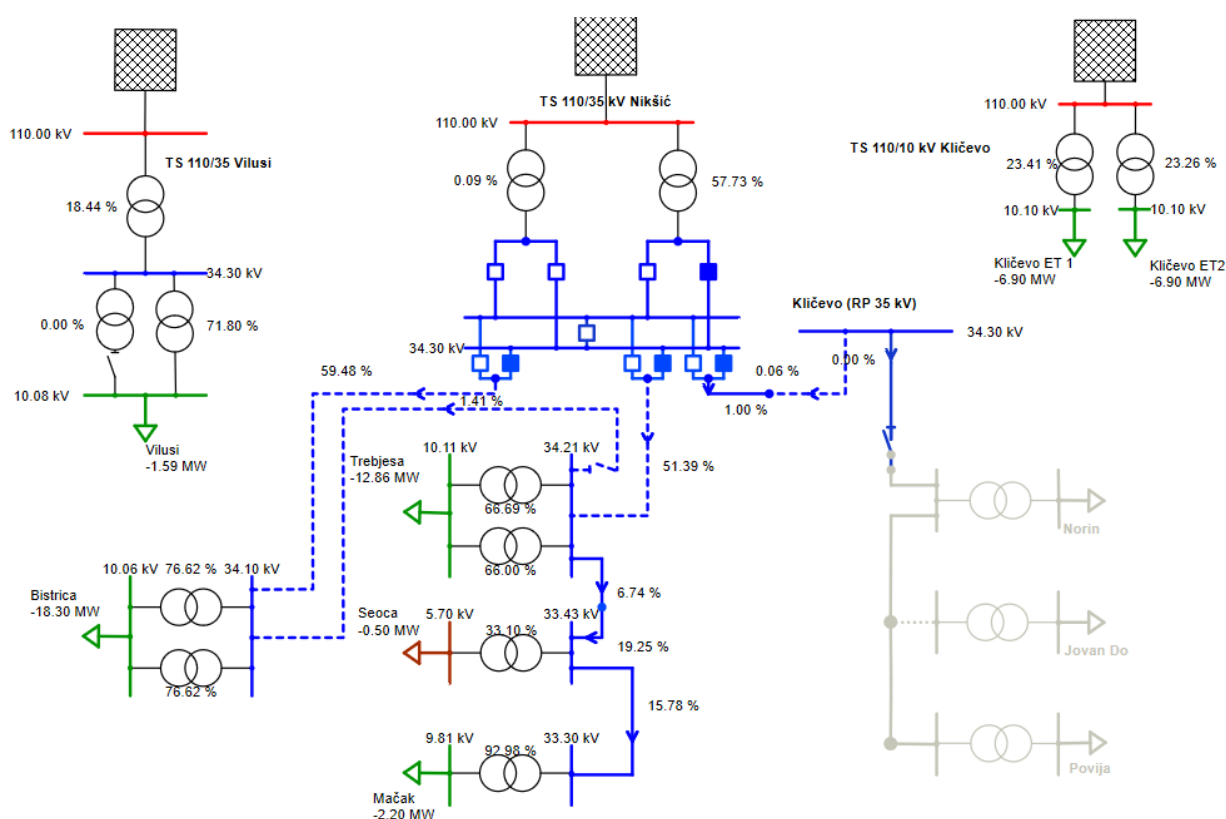 TS 110/35 kV Nikšić
110.00 kV
110.00 kV
110.00 kV
TS 110/35 Vilusi
TS 110/10 kV Kličevo
18.44 %
0.09 %
57.73 %
23.41 %
23.26 %
10.10 kV
10.10 kV
34.30 kV
Kličevo ET 1
-6.90 MW
Kličevo ET2
-6.90 MW
0.00 %
71.80 %
Kličevo (RP 35 kV)
34.30 kV
34.30 kV
0.00 %
59.48 %
0.06 %
10.08 kV
1.41 %
1.00 %
Vilusi
-1.59 MW
10.11 kV
34.21 kV
Trebjesa
-12.86 MW
51.39 %
66.69 %
Norin
66.00 %
10.06 kV
76.62 %
34.10 kV
Bistrica
-18.30 MW
6.74 %
Seoca
-0.50 MW
5.70 kV
33.43 kV
33.10 %
19.25 %
Jovan Do
76.62 %
15.78 %
9.81 kV
92.98 %
33.30 kV
Povija
Mačak
-2.20 MW